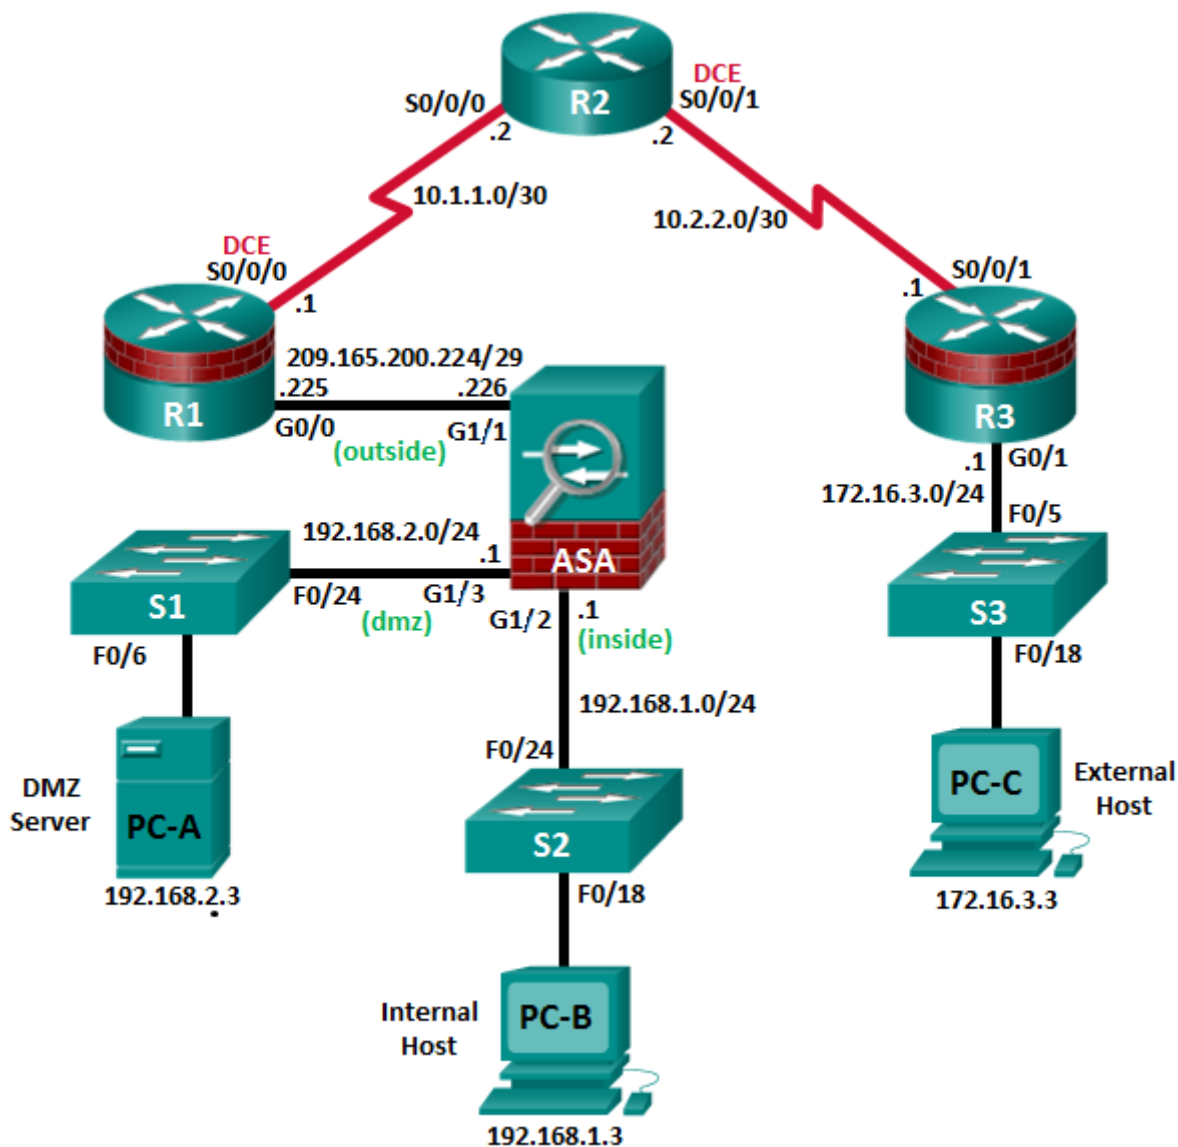 R2
DCE
S0/0/0
S0/0/1
.2
.2
10.1.1.0/30
10.2.2.0/30
DCE
S0/0/0
.1
S0/0/1
.1
R1
209.165.200.224/29
.225
.226
G0/0
G1/1
(outside)
R3
.1
G0/1
172.16.3.0/24
F0/5
192.168.2.0/24
.1
ASA
S1
F0/24
G1/3
(dmz)
G1/2
.1
(inside)
S3
F0/6
F0/18
192.168.1.0/24
F0/24
DMZ
Server
PC-A
192.168.2.3
S2
F0/18
PC-C
External
Host
172.16.3.3
Internal
Host
PC-B
192.168.1.3